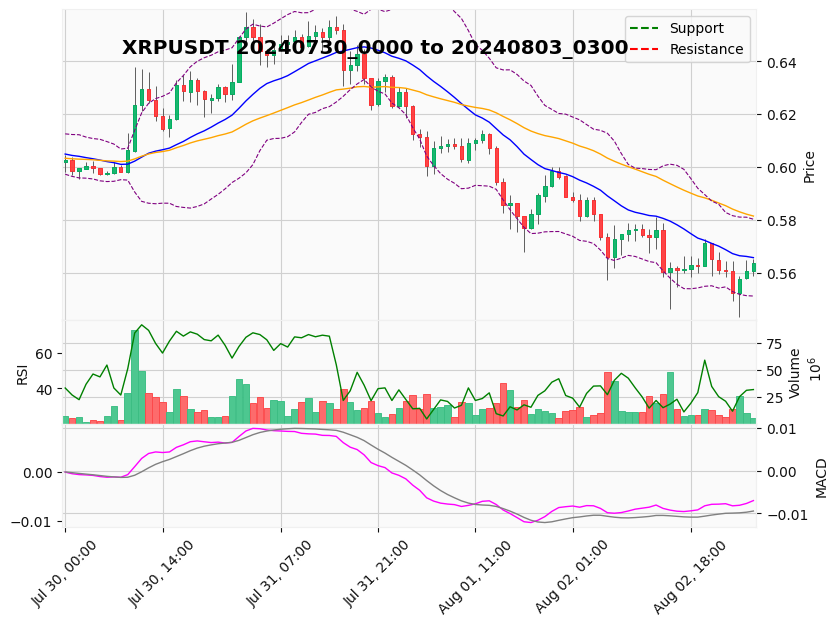 XRPUSDT 20240730_0000 to 20240803_0300
Support
Resistance
0.64
0.62
0.60
0.58
0.56
Price
60
40
RSI
75
50
25
Volume
10^6
0.00
−0.01
0.01
0.00
−0.01
MACD
Jul 30, 00:00
Jul 30, 14:00
Jul 31, 07:00
Jul 31, 21:00
Aug 01, 11:00
Aug 02, 01:00
Aug 02, 18:00